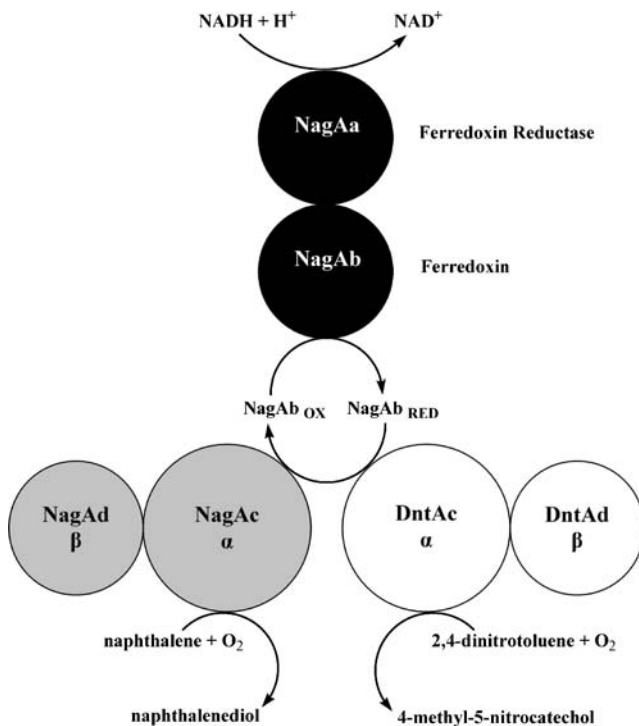 NADH + H⁺ NAD⁺
NagAa Ferredoxin Reductase
NagAb Ferredoxin
NagAb OX NagAb RED
NagAd NagAc DntAc DntAd
β α α β
naphthalene + O₂ 2,4-dinitrotoluene + O₂
naphthalenediol 4-methyl-5-nitrocatechol